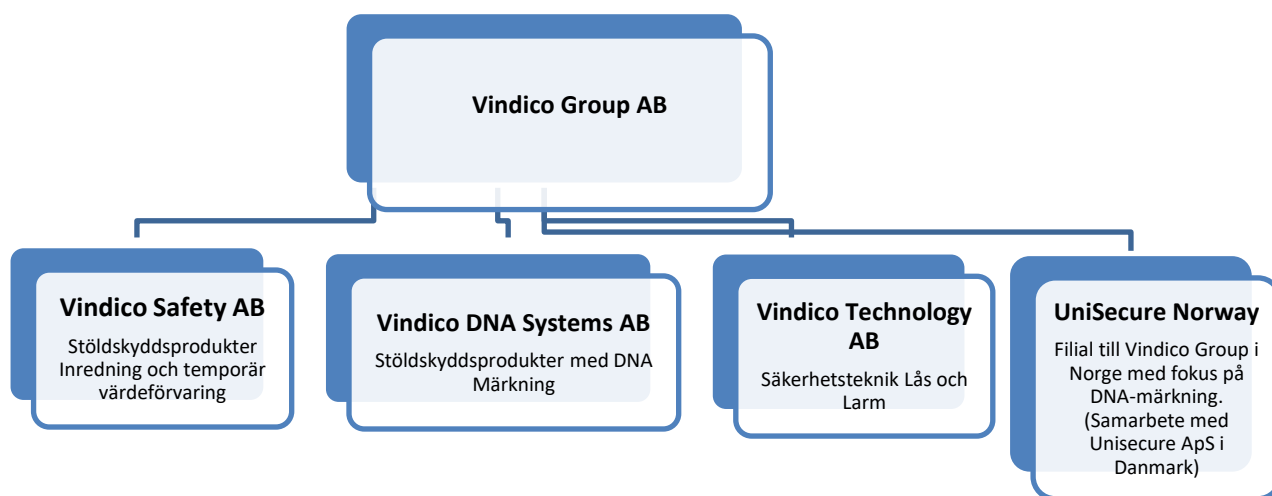 Vindico Group AB
Vindico Safety AB
Stöldskyddsprodukter
Inredning och temporär
värdeförvaring
Vindico DNA Systems AB
Stöldskyddsprodukter med DNA
Märkning
Vindico Technology
AB
Säkerhetsteknik Lås och
Larm
UniSecure Norway
Filial till Vindico Group i
Norge med fokus på
DNA-märkning.
(Samarbete med
Unisecure ApS i
Danmark)